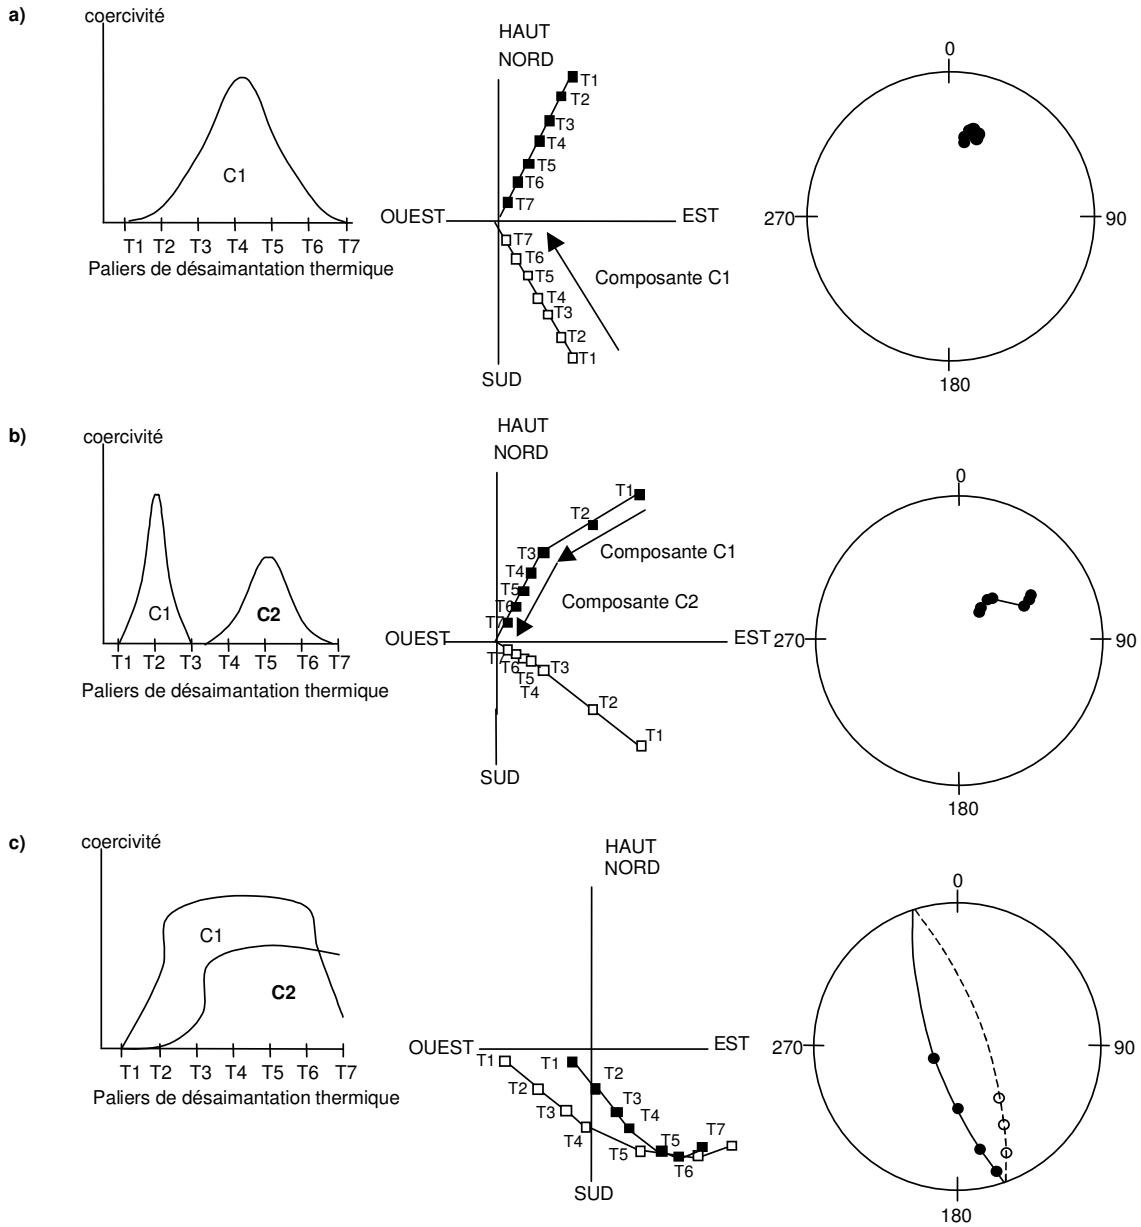 a)
coercivité
C1
T1 T2 T3 T4 T5 T6 T7
Paliers de désaimantation thermique
HAUT
NORD
T1
T2
T3
T4
T5
T6
T7
OUEST
EST
T7
T6
T5
T4
T3
T2
T1
Composante C1
SUD
0
270
90
180
b)
coercivité
C1
C2
T1 T2 T3 T4 T5 T6 T7
Paliers de désaimantation thermique
HAUT
NORD
T1
T2
T3
T4
T5
T6
T7
Composante C1
Composante C2
OUEST
EST
T7
T6
T5
T4
T3
T2
T1
SUD
0
270
90
180
c)
coercivité
C1
C2
T1 T2 T3 T4 T5 T6 T7
Paliers de désaimantation thermique
HAUT
NORD
OUEST
EST
T1
T2
T3
T4
T5
T1
T2
T3
T4
T5
T6
T7
SUD
0
270
90
180